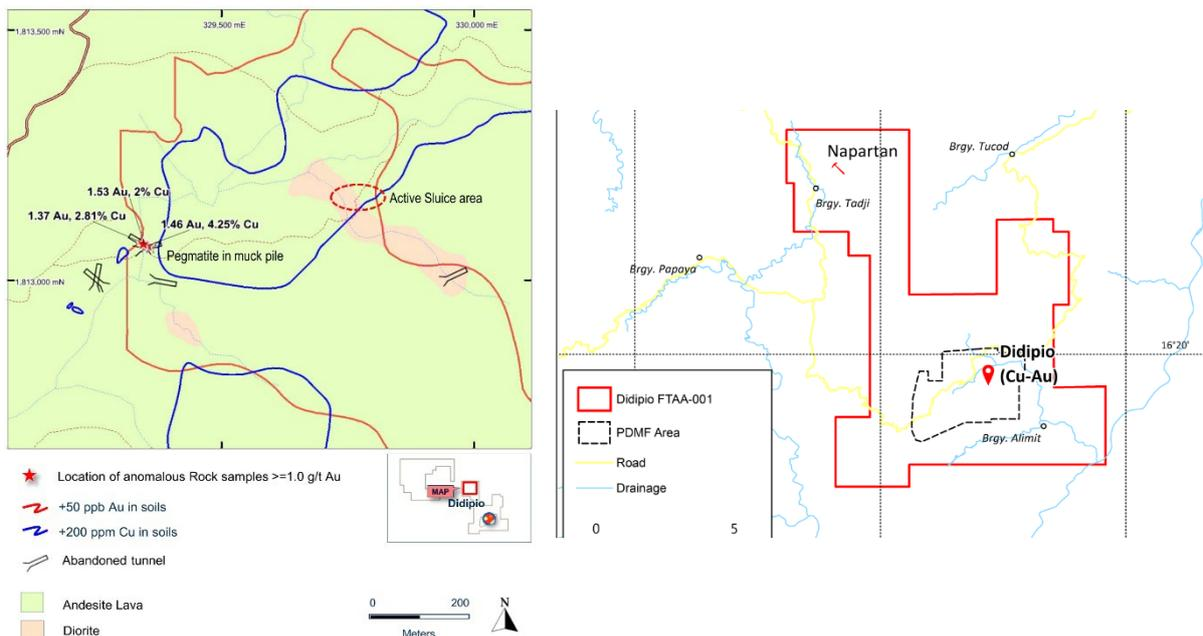 329,500 mE
330,000 mE
1,813,500 mN
1.53 Au, 2% Cu
1.37 Au, 2.81% Cu
1.46 Au, 4.25% Cu
Active Sluice area
Pegmatite in muck pile
1,813,000 mN
Location of anomalous Rock samples >=1.0 g/t Au
+50 ppb Au in soils
+200 ppm Cu in soils
Abandoned tunnel
Andesite Lava
Diorite
MAP
Didipio
0 200
Meters
N
Napartan
Brgy. Tucod
Brgy. Tadji
Brgy. Papaya
16°20'
Didipio
(Cu-Au)
Brgy. Alimit
Didipio FTAA-001
PDMF Area
Road
Drainage
0 5